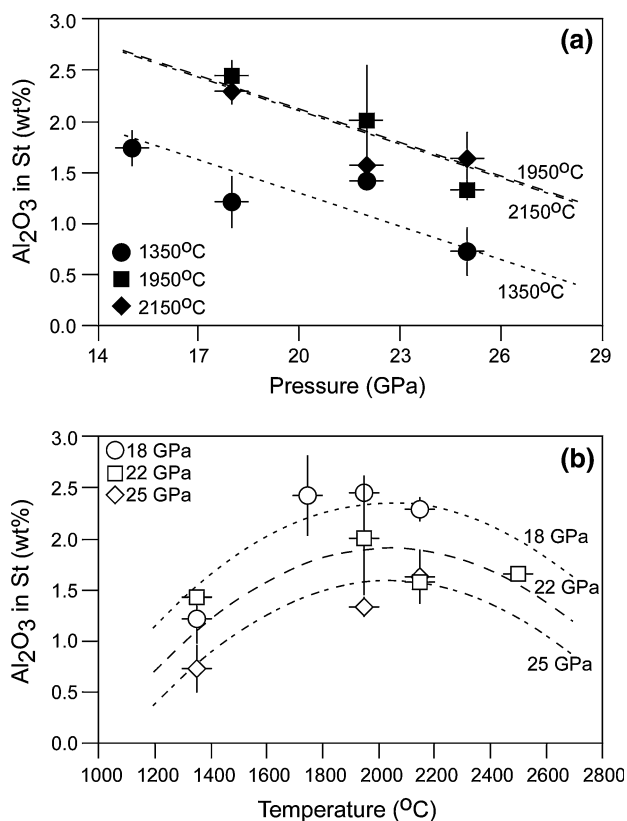 (a)
3.0
2.5
2.0
1.5
1.0
0.5
0.0
Al₂O₃ in St (wt%)
1950°C
2150°C
1350°C
1350°C
1950°C
2150°C
14 17 20 23 26 29
Pressure (GPa)
(b)
3.0
2.5
2.0
1.5
1.0
0.5
0.0
Al₂O₃ in St (wt%)
18 GPa
22 GPa
25 GPa
18 GPa
22 GPa
25 GPa
1000 1200 1400 1600 1800 2000 2200 2400 2600 2800
Temperature (°C)